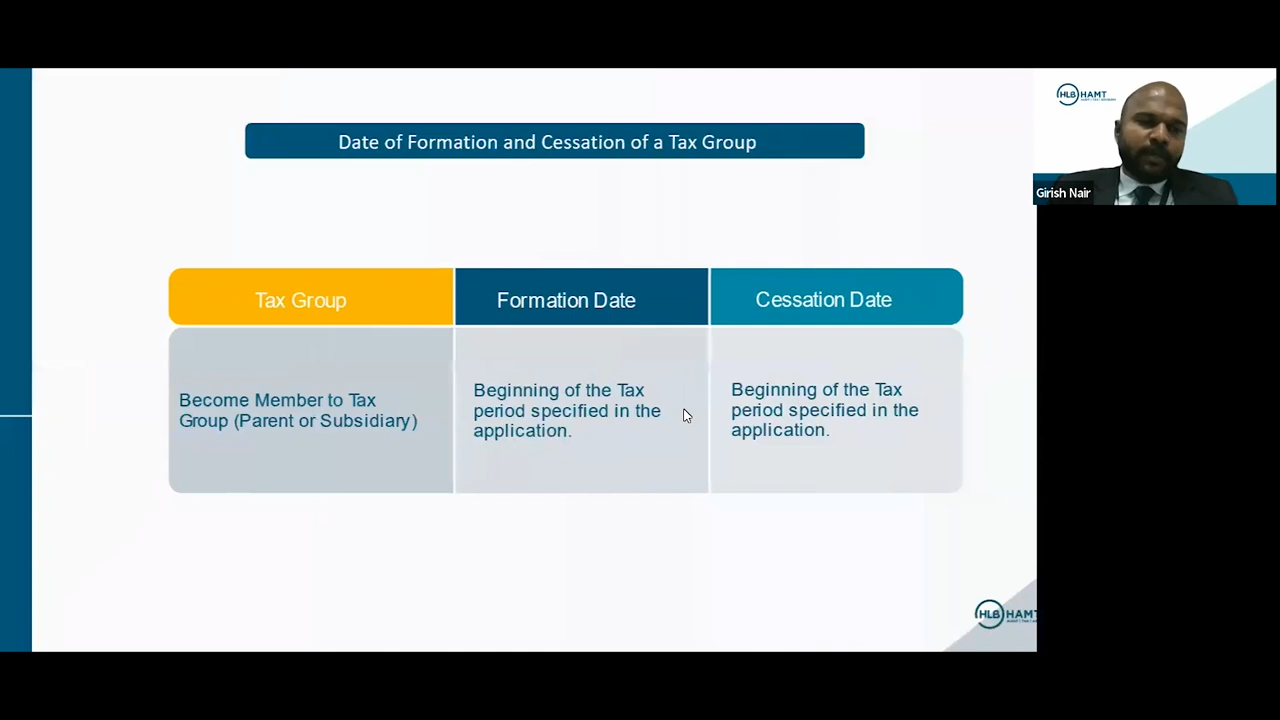 Date of Formation and Cessation of a Tax Group
HLB HAMT
Girish Nair
Tax Group
Formation Date
Cessation Date
Become Member to Tax
Group (Parent or Subsidiary)
Beginning of the Tax
period specified in the
application.
Beginning of the Tax
period specified in the
application.
HLB HAMT